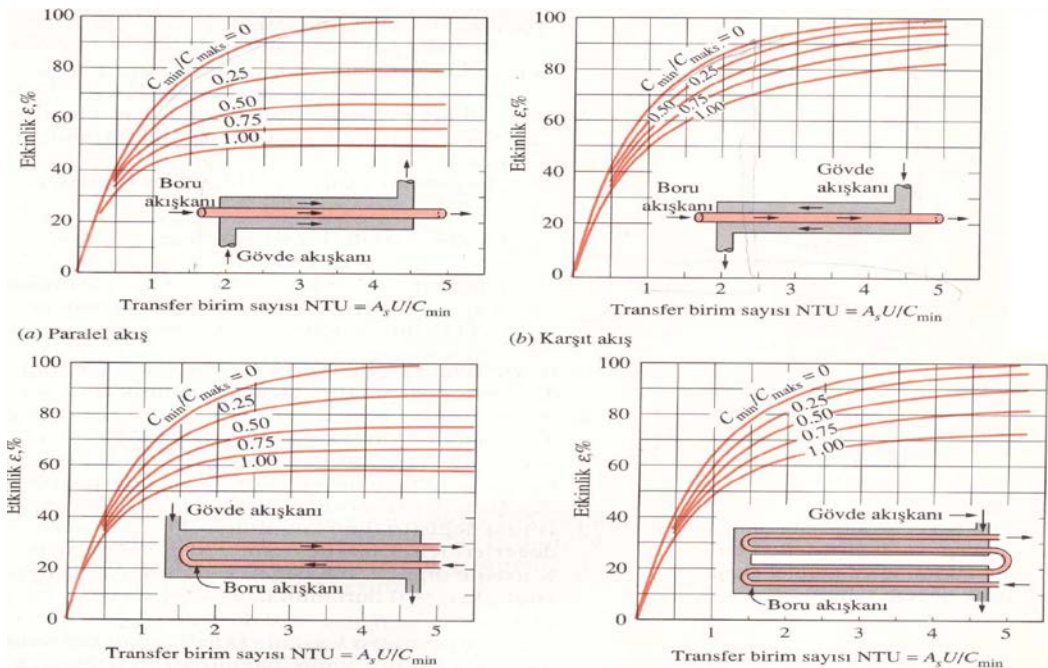 100
80
60
40
20
0
Etkinlik ε,%
C_min/C_maks = 0
0.25
0.50
0.75
1.00
Boru
akışkanı
Gövde akışkanı
1
2
3
4
5
Transfer birim sayısı NTU = A_sU/C_min
(a) Paralel akış
100
80
60
40
20
0
Etkinlik ε,%
C_min/C_maks = 0
0.25
0.50
0.75
1.00
Gövde
akışkanı
Boru
akışkanı
1
2
3
4
5
Transfer birim sayısı NTU = A_sU/C_min
(b) Karşıt akış
100
80
60
40
20
0
Etkinlik ε,%
C_min/C_maks = 0
0.25
0.50
0.75
1.00
Gövde akışkanı
Boru akışkanı
1
2
3
4
5
Transfer birim sayısı NTU = A_sU/C_min
100
80
60
40
20
0
Etkinlik ε,%
C_min/C_maks = 0
0.25
0.50
0.75
1.00
Gövde akışkanı
Boru akışkanı
1
2
3
4
5
Transfer birim sayısı NTU = A_sU/C_min